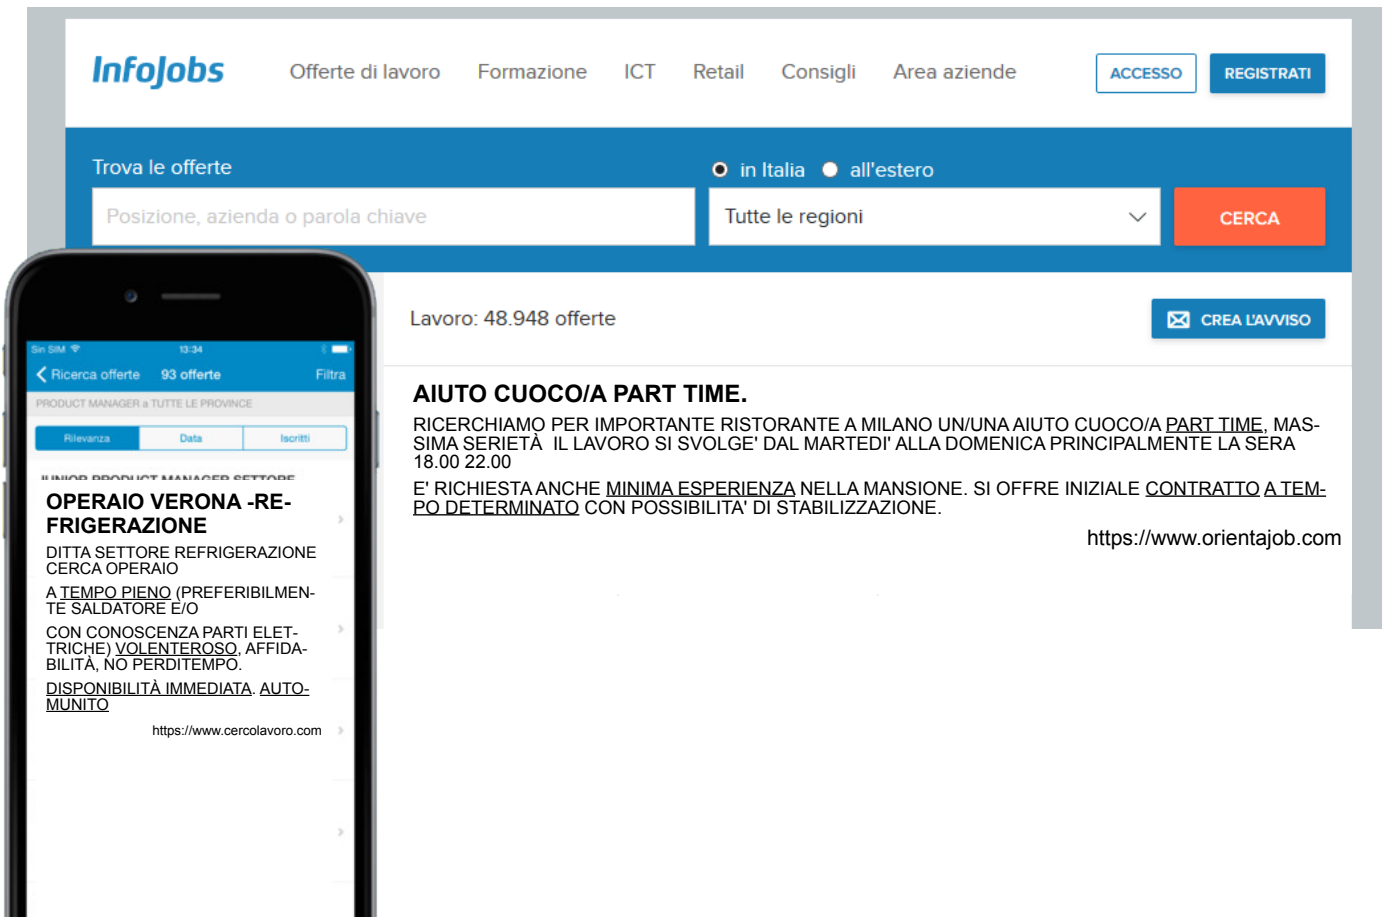 InfoJobs
Offerte di lavoro Formazione ICT Retail Consigli Area aziende
ACCESSO REGISTRATI
Trova le offerte
in Italia all'estero
Posizione, azienda o parola chiave
Tutte le regioni
CERCA
Lavoro: 48.948 offerte
CREA L'AVVISO
AIUTO CUOCO/A PART TIME.
RICERCHIAMO PER IMPORTANTE RISTORANTE A MILANO UN/UNA AIUTO CUOCO/A PART TIME, MAS-
SIMA SERIETÀ IL LAVORO SI SVOLGE' DAL MARTEDI' ALLA DOMENICA PRINCIPALMENTE LA SERA
18.00 22.00
E' RICHIESTA ANCHE MINIMA ESPERIENZA NELLA MANSIONE. SI OFFRE INIZIALE CONTRATTO A TEM-
PO DETERMINATO CON POSSIBILITA' DI STABILIZZAZIONE.
https://www.orientajob.com
Sin SIM 13:34
Ricerca offerte 93 offerte Filtra
PRODUCT MANAGER a TUTTE LE PROVINCE
Rilevanza Data Iscritti
JUNIOR PRODUCT MANAGER SETTORE
OPERAIO VERONA -RE-
FRIGERAZIONE
DITTA SETTORE REFRIGERAZIONE
CERCA OPERAIO
A TEMPO PIENO (PREFERIBILMEN-
TE SALDATORE E/O
CON CONOSCENZA PARTI ELET-
TRICHE) VOLENTEROSO, AFFIDA-
BILITÀ, NO PERDITEMPO.
DISPONIBILITÀ IMMEDIATA. AUTO-
MUNITO
https://www.cercolavoro.com